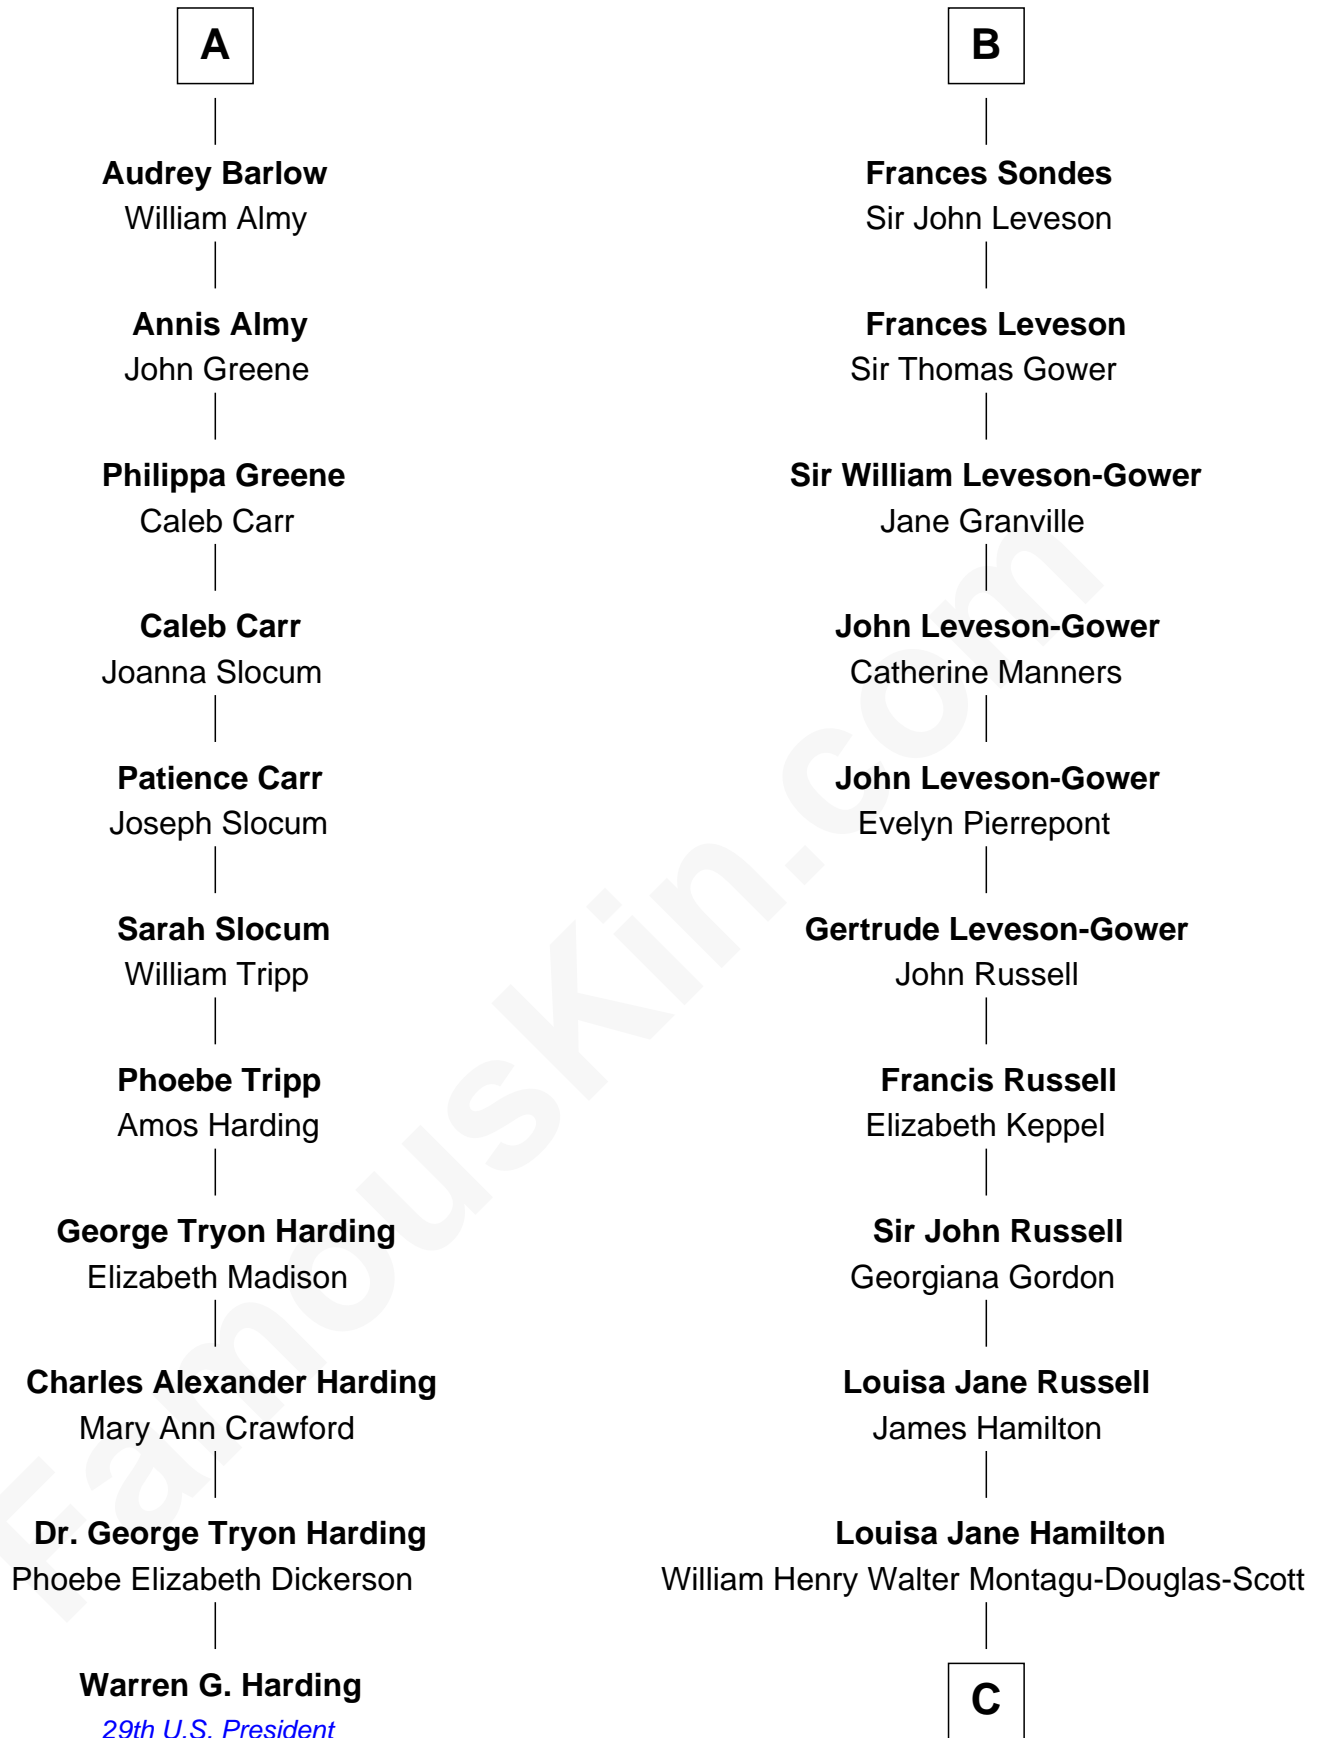 A
Audrey Barlow
William Almy
Annis Almy
John Greene
Philippa Greene
Caleb Carr
Caleb Carr
Joanna Slocum
Patience Carr
Joseph Slocum
Sarah Slocum
William Tripp
Phoebe Tripp
Amos Harding
George Tryon Harding
Elizabeth Madison
Charles Alexander Harding
Mary Ann Crawford
Dr. George Tryon Harding
Phoebe Elizabeth Dickerson
Warren G. Harding
29th U.S. President
B
Frances Sondes
Sir John Leveson
Frances Leveson
Sir Thomas Gower
Sir William Leveson-Gower
Jane Granville
John Leveson-Gower
Catherine Manners
John Leveson-Gower
Evelyn Pierrepont
Gertrude Leveson-Gower
John Russell
Francis Russell
Elizabeth Keppel
Sir John Russell
Georgiana Gordon
Louisa Jane Russell
James Hamilton
Louisa Jane Hamilton
William Henry Walter Montagu-Douglas-Scott
C
FamousKin.com